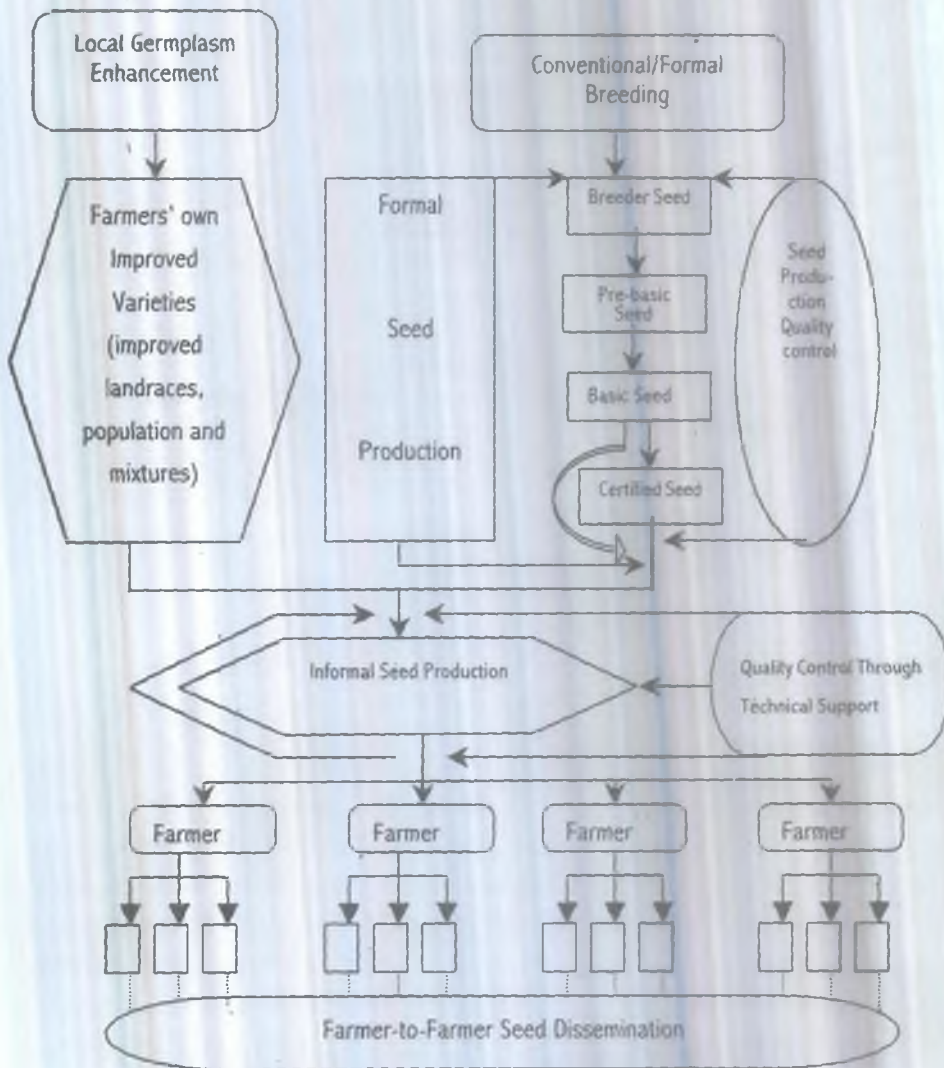 Local Germplasm
Enhancement
Conventional/Formal
Breeding
Farmers' own
Improved
Varieties
(improved
landraces,
population and
mixtures)
Formal
Seed
Production
Breeder Seed
Pre-basic
Seed
Basic Seed
Certified Seed
Seed
Produ-
ction
Quality
control
Informal Seed Production
Quality Control Through
Technical Support
Farmer
Farmer
Farmer
Farmer
Farmer-to-Farmer Seed Dissemination